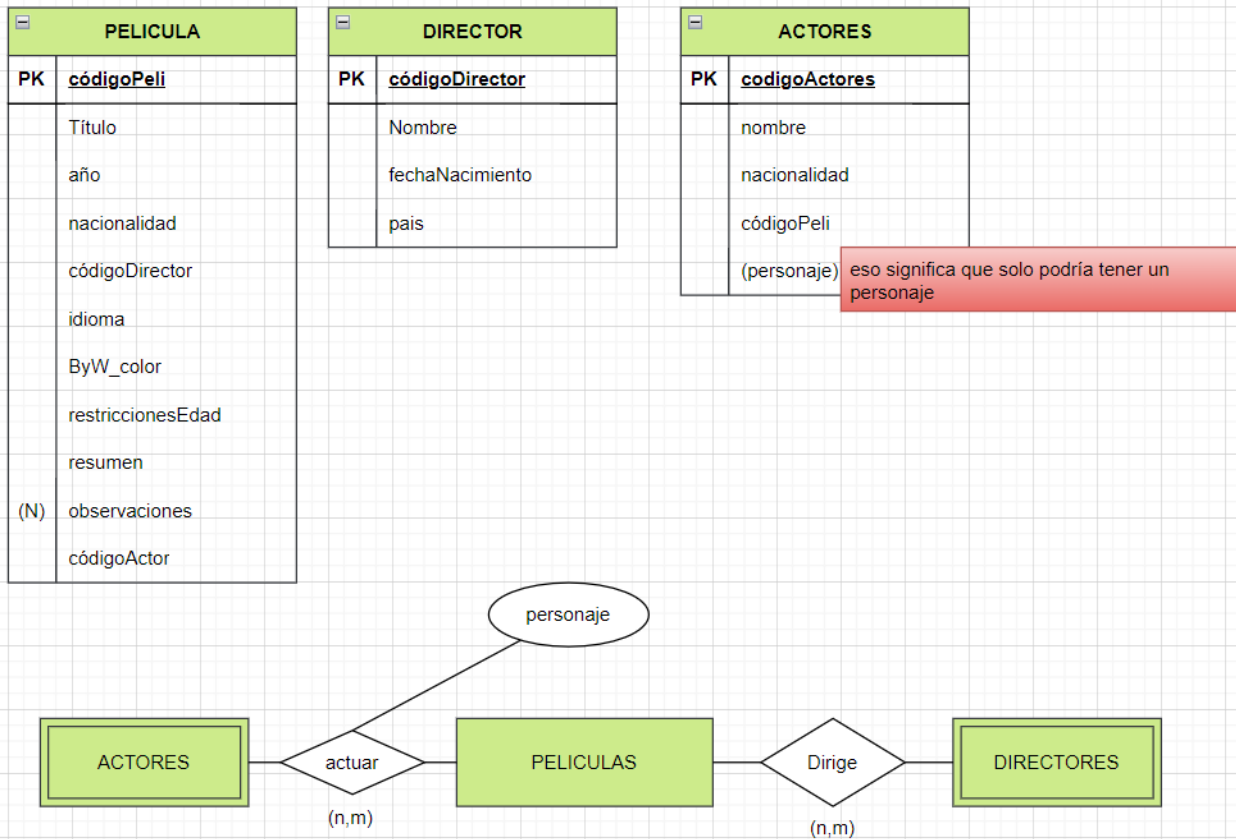 PELICULA
PK códigoPeli
Título
año
nacionalidad
códigoDirector
idioma
ByW_color
restriccionesEdad
resumen
(N) observaciones
códigoActor
DIRECTOR
PK códigoDirector
Nombre
fechaNacimiento
pais
ACTORES
PK codigoActores
nombre
nacionalidad
códigoPeli
(personaje)
eso significa que solo podría tener un
personaje
personaje
ACTORES
actuar
(n,m)
PELICULAS
Dirige
(n,m)
DIRECTORES